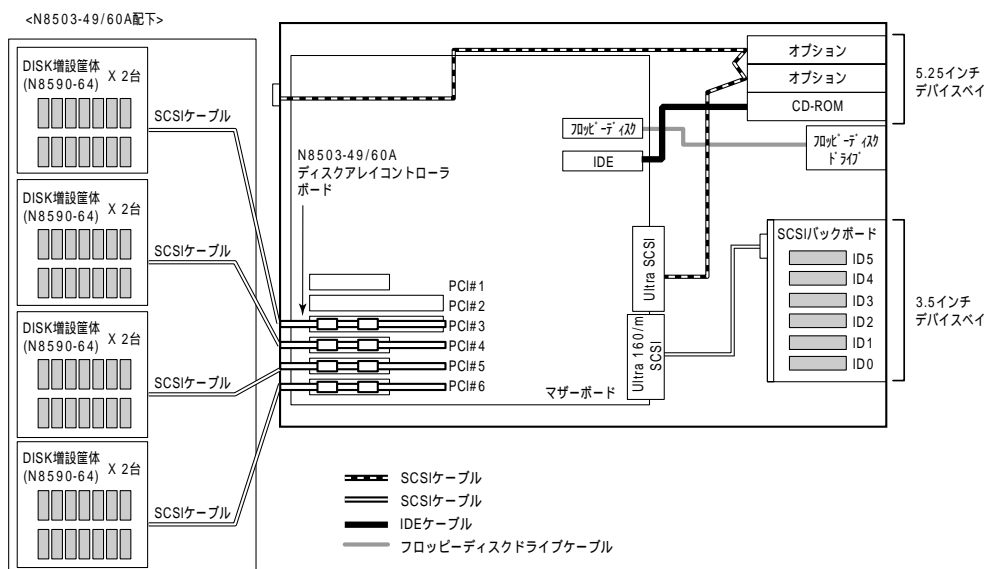 <N8503-49/60A配下>
DISK増設筐体
(N8590-64)
X 2台
SCSIケーブル
DISK増設筐体
(N8590-64)
X 2台
SCSIケーブル
DISK増設筐体
(N8590-64)
X 2台
SCSIケーブル
DISK増設筐体
(N8590-64)
X 2台
SCSIケーブル
N8503-49/60A
ディスクアレイコントローラ
ボード
PCI#1
PCI#2
PCI#3
PCI#4
PCI#5
PCI#6
マザーボード
フロッピーディスク
IDE
Ultra SCSI
Ultra 160/m
SCSI
オプション
オプション
CD-ROM
フロッピーディスク
ドライブ
5.25インチ
デバイスベイ
SCSIバックボード
ID5
ID4
ID3
ID2
ID1
ID0
3.5インチ
デバイスベイ
SCSIケーブル
SCSIケーブル
IDEケーブル
フロッピーディスクドライブケーブル